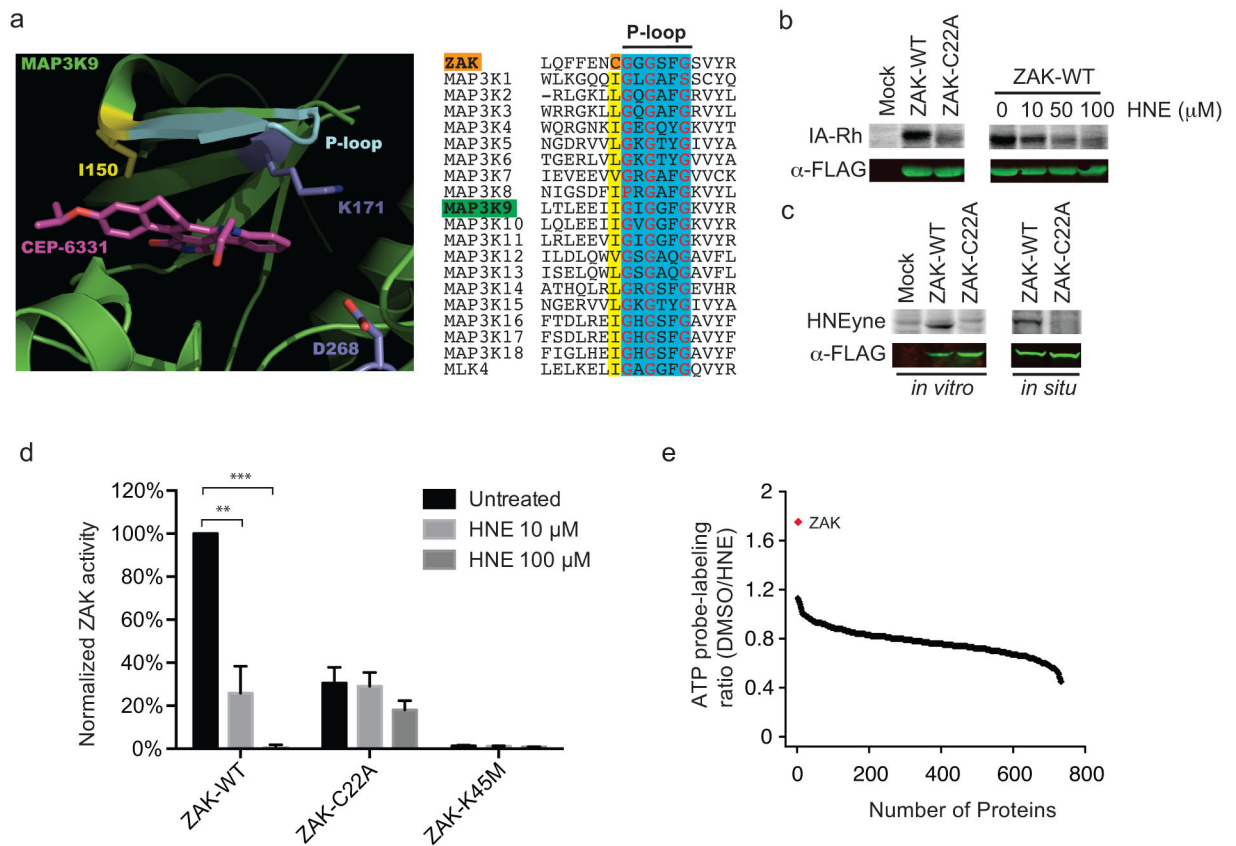 a
MAP3K9
P-loop
I150
K171
CEP-6331
D268
P-loop
ZAK LQFFENCGGGSFGSVYR
MAP3K1 WLKGQQIGLGAFSSCYQ
MAP3K2 -RLGKLLGQGAFGRVYL
MAP3K3 WRRGKLLGQGAFGRVYL
MAP3K4 WQRGNKIGEGQYGKVYT
MAP3K5 NGDRVVLGKGTYGIVYA
MAP3K6 TGERLVLGKGTYGVVYA
MAP3K7 IEVEEVVGRGAFGVVCK
MAP3K8 NIGSDFIPRGAFGKVYL
MAP3K9 LTLEEIIGIGGFGKVYR
MAP3K10 LQLEEIIGVGGFGKVYR
MAP3K11 LRLEEVIGIGGFGKVYR
MAP3K12 ILDLQWVGSGAQGAVFL
MAP3K13 ISELQWLGSGAQGAVFL
MAP3K14 ATHQLRLGRGSFGEVHR
MAP3K15 NGERVVLGKGTYGIVYA
MAP3K16 FTDLREIGHGSFGAVYF
MAP3K17 FSDLREIGHGSFGAVYF
MAP3K18 FIGLHEIGHGSFGAVYF
MLK4 LELKELIGAGGFGQVYR
b
Mock
ZAK-WT
ZAK-C22A
ZAK-WT
0 10 50 100 HNE (μM)
IA-Rh
α-FLAG
c
Mock
ZAK-WT
ZAK-C22A
ZAK-WT
ZAK-C22A
HNEyne
α-FLAG
in vitro
in situ
d
Normalized ZAK activity
120%
100%
80%
60%
40%
20%
0%
***
**
Untreated
HNE 10 μM
HNE 100 μM
ZAK-WT
ZAK-C22A
ZAK-K45M
e
ATP probe-labeling
ratio (DMSO/HNE)
2
1.6
1.2
0.8
0.4
0
ZAK
0 200 400 600 800
Number of Proteins